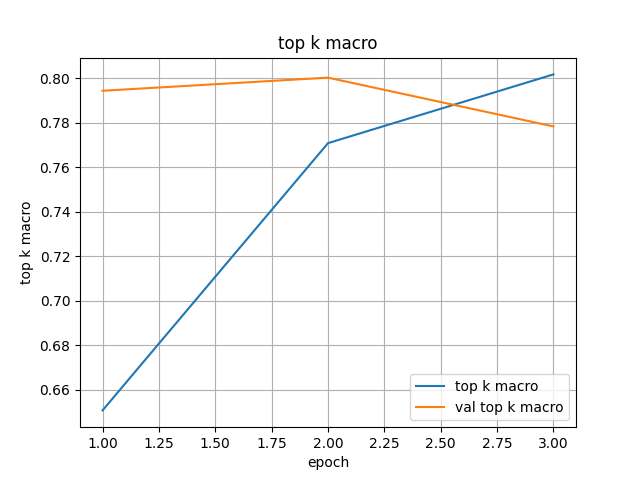 top k macro
top k macro
0.80
0.78
0.76
0.74
0.72
0.70
0.68
0.66
top k macro
val top k macro
1.00 1.25 1.50 1.75 2.00 2.25 2.50 2.75 3.00
epoch